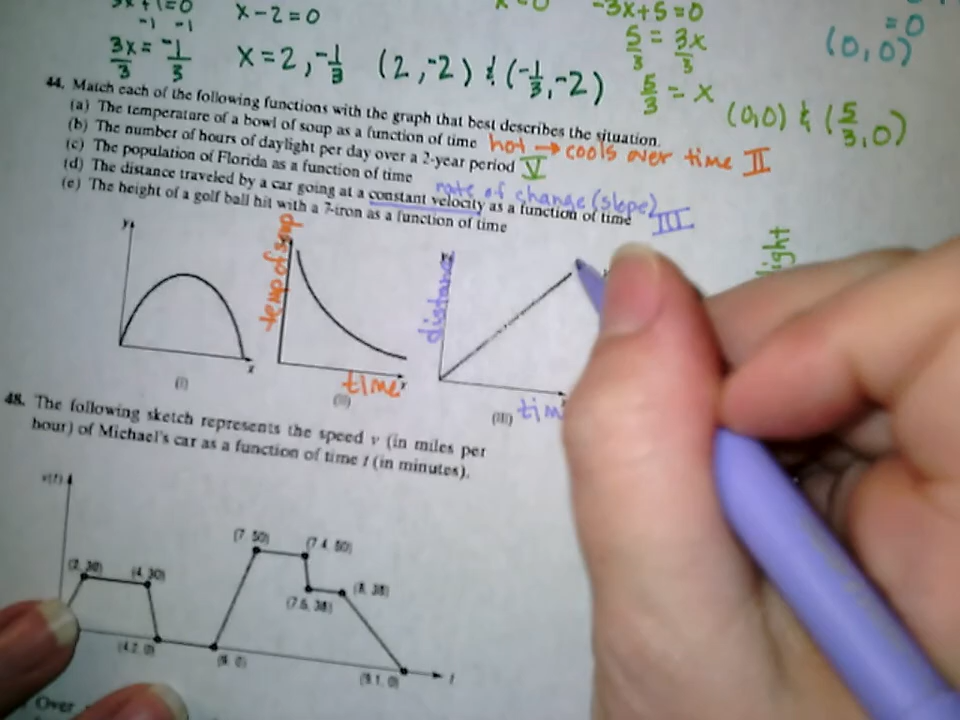 3x+1=0
-1 -1
x-2=0
-3x+5=0
=0
3x/3 = -1/3
x=2, -1/3 (2,-2) & (-1/3,-2)
5/3 = 3x/3
5/3 = x
(0,0) & (5/3,0)
(0,0)
44. Match each of the following functions with the graph that best describes the situation.
(a) The temperature of a bowl of soup as a function of time hot → cools over time II
(b) The number of hours of daylight per day over a 2-year period V
(c) The population of Florida as a function of time
(d) The distance traveled by a car going at a constant velocity as a function of time
rate of change (slope) III
(e) The height of a golf ball hit with a 7-iron as a function of time
y
x
(I)
temp of soup
time
(II)
distance
tim
(III)
48. The following sketch represents the speed v (in miles per
hour) of Michael's car as a function of time t (in minutes).
v(t)
(2, 30)
(4, 30)
(4.2, 0)
(7, 50)
(7.4, 50)
(7.6, 38)
(8, 38)
(9.1, 0)
t
Over